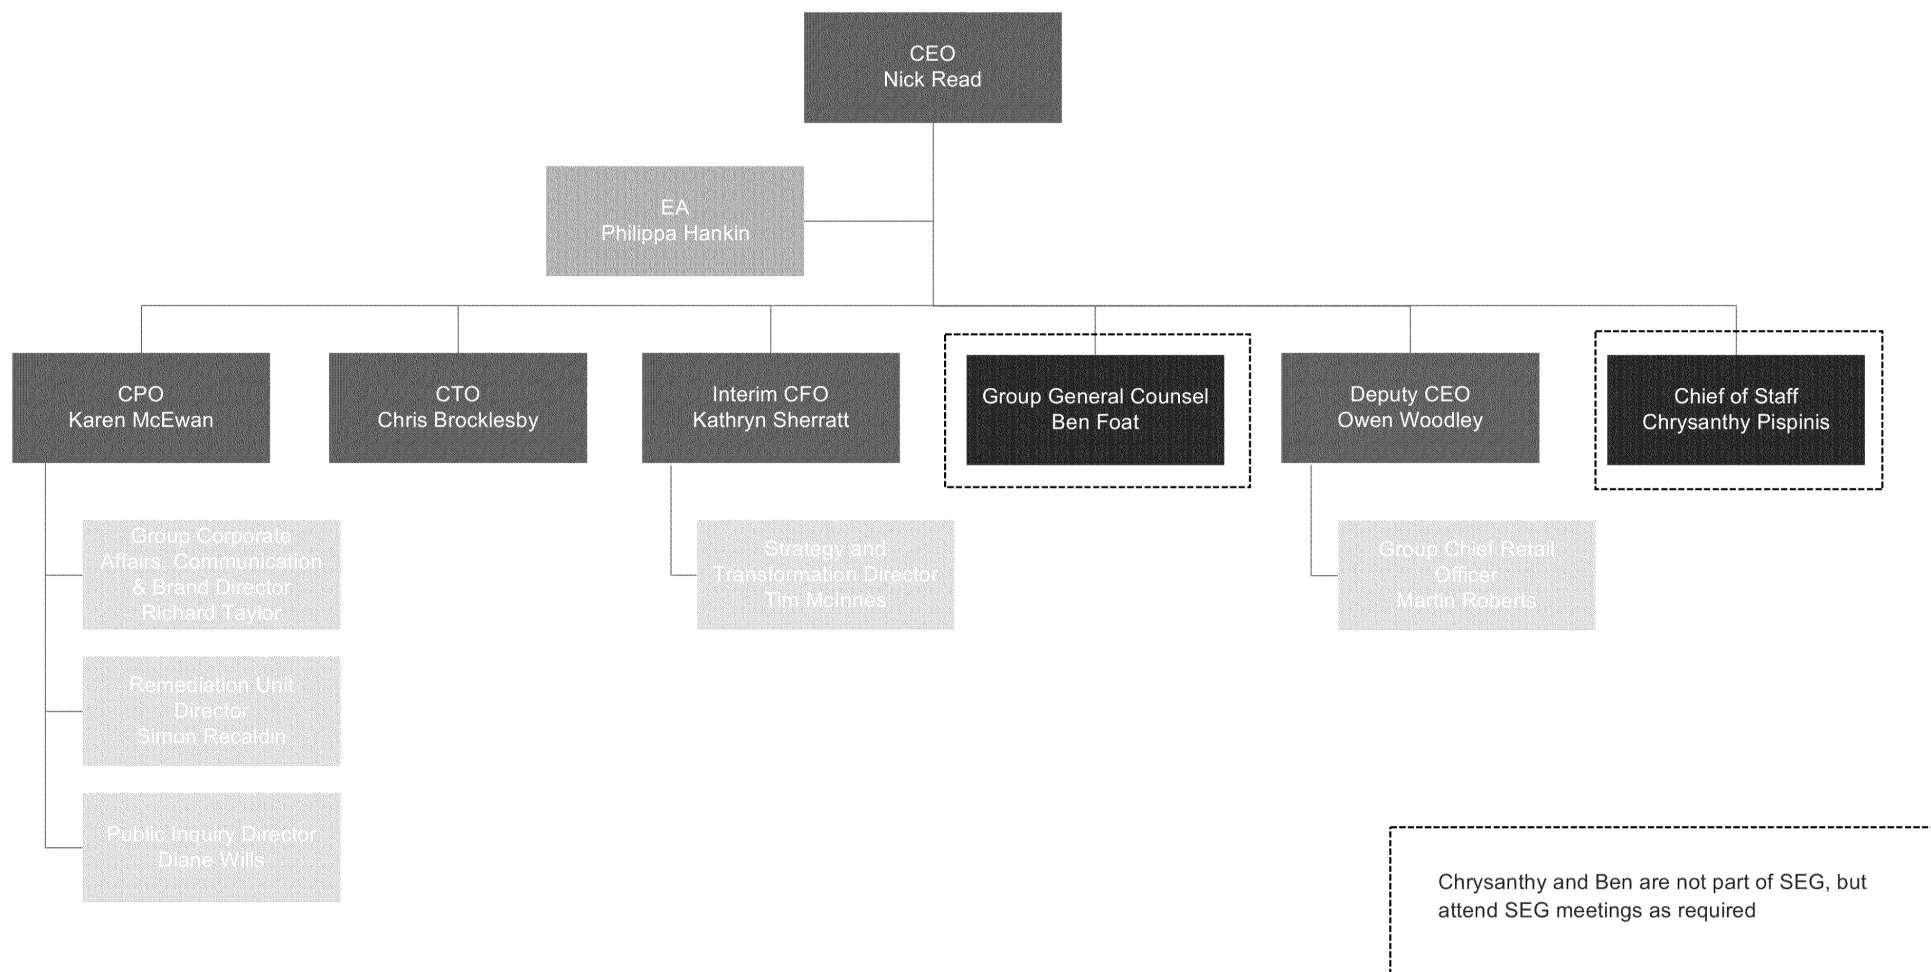 CEO
Nick Read
EA
Philippa Hankin
CPO
Karen McEwan
CTO
Chris Brocklesby
Interim CFO
Kathryn Sherratt
Group General Counsel
Ben Foat
Deputy CEO
Owen Woodley
Chief of Staff
Chrysanthy Pispinis
Group Corporate
Affairs, Communication
& Brand Director
Richard Taylor
Strategy and
Transformation Director
Tim McInnes
Group Chief Retail
Officer
Martin Roberts
Remediation Unit
Director
Simon Recaldin
Public Inquiry Director
Diane Wills
Chrysanthy and Ben are not part of SEG, but
attend SEG meetings as required